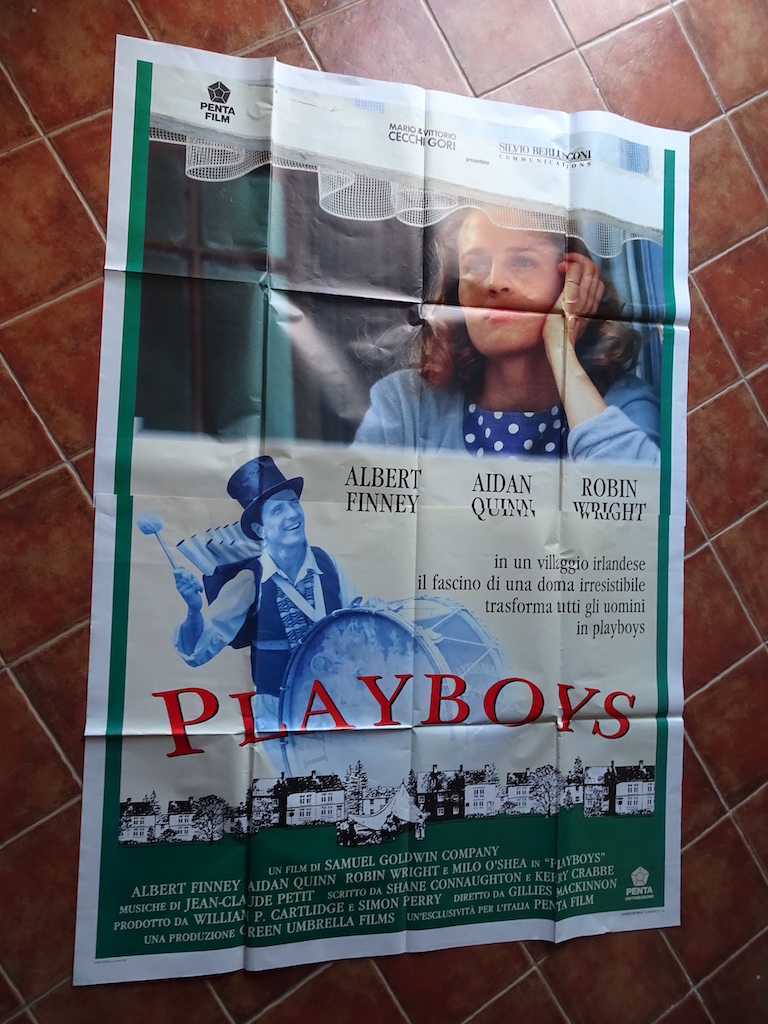 PENTA
FILM
MARIO & VITTORIO
CECCHI GORI
presentano
SILVIO BERLUSCONI
COMMUNICATIONS
ALBERT
FINNEY
AIDAN
QUINN
ROBIN
WRIGHT
in un villaggio irlandese
il fascino di una donna irresistibile
trasforma tutti gli uomini
in playboys
PLAYBOYS
UN FILM DI SAMUEL GOLDWIN COMPANY
ALBERT FINNEY AIDAN QUINN ROBIN WRIGHT E MILO O'SHEA IN "PLAYBOYS"
MUSICHE DI JEAN-CLAUDE PETIT SCRITTO DA SHANE CONNAUGHTON E KERRY CRABBE
PRODOTTO DA WILLIAM P. CARTLIDGE E SIMON PERRY DIRETTO DA GILLIES MACKINNON
UNA PRODUZIONE GREEN UMBRELLA FILMS UN'ESCLUSIVITÀ PER L'ITALIA PENTA FILM
PENTA
DISTRIBUZIONE